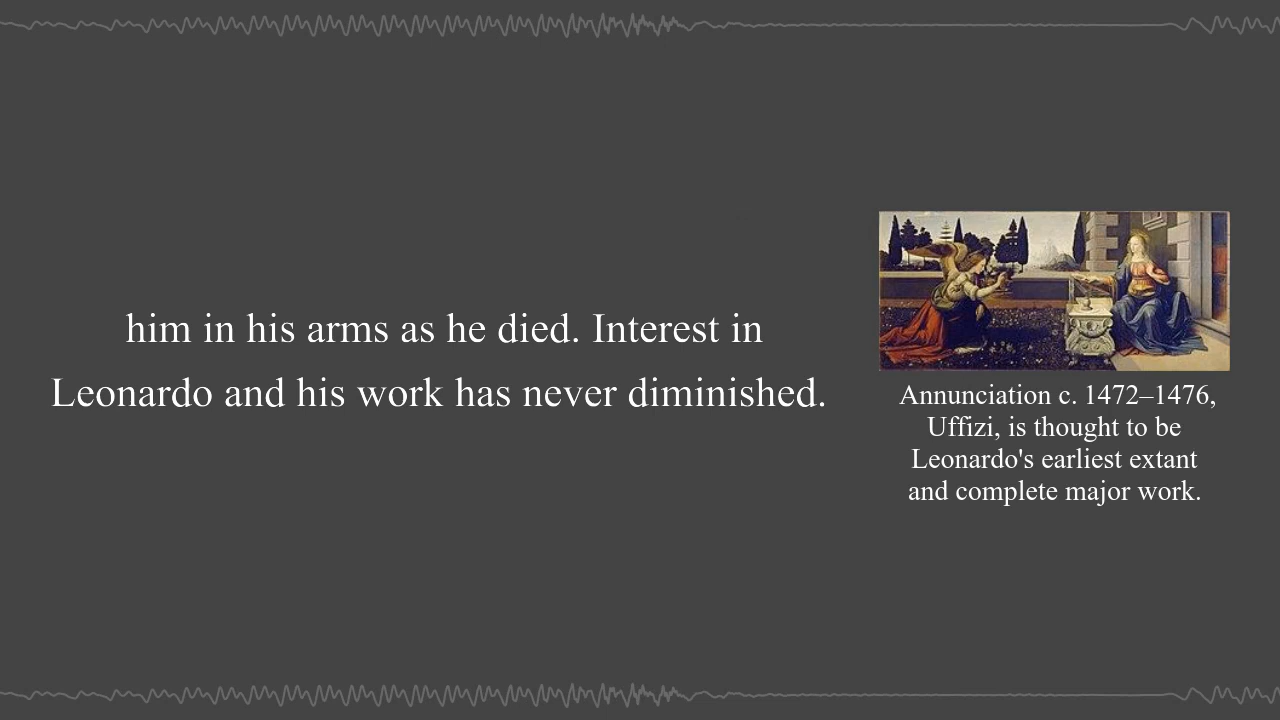 him in his arms as he died. Interest in
Leonardo and his work has never diminished.
Annunciation c. 1472–1476,
Uffizi, is thought to be
Leonardo's earliest extant
and complete major work.